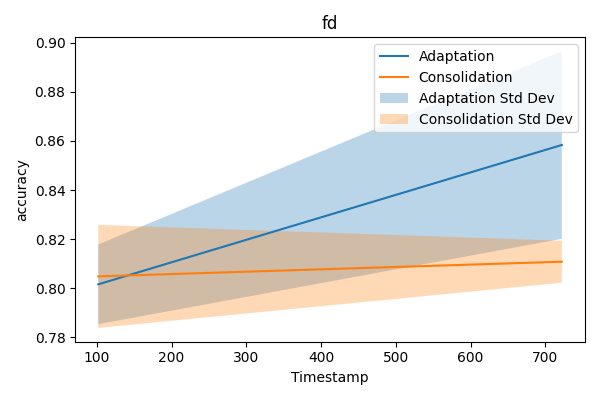 fd
0.90
0.88
0.86
0.84
0.82
0.80
0.78
accuracy
Adaptation
Consolidation
Adaptation Std Dev
Consolidation Std Dev
100
200
300
400
500
600
700
Timestamp